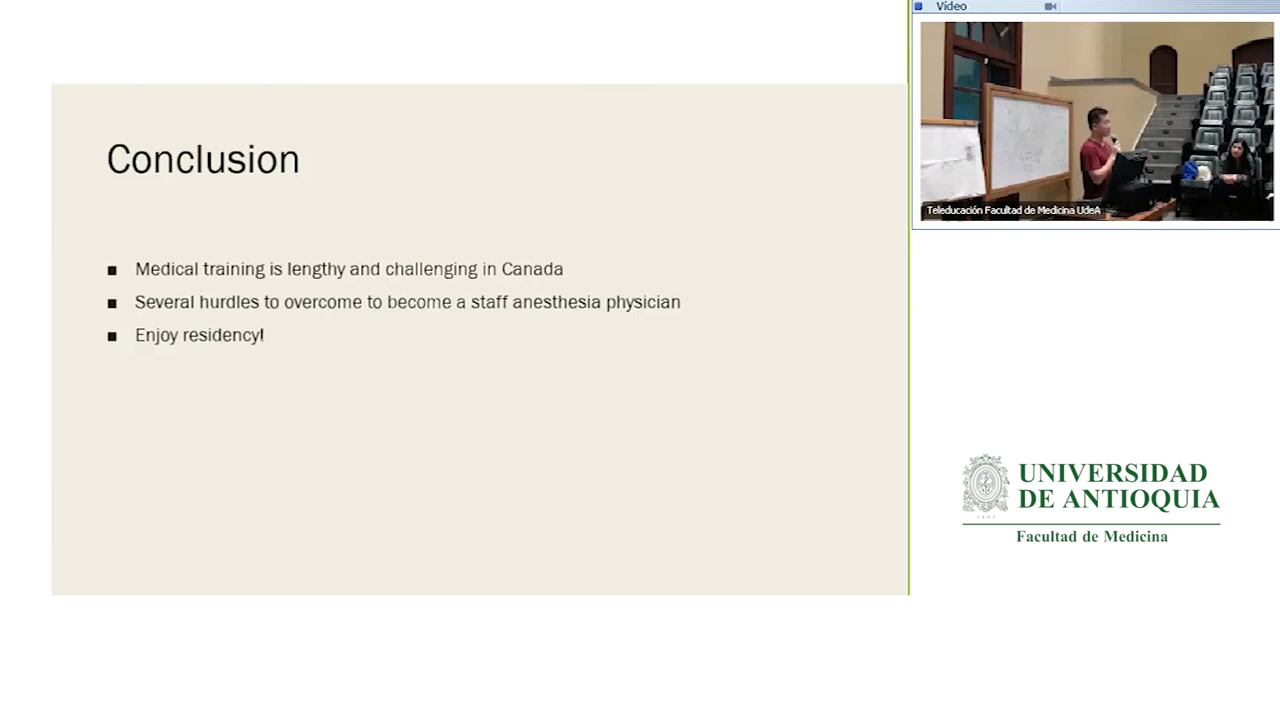 Conclusion
■ Medical training is lengthy and challenging in Canada
■ Several hurdles to overcome to become a staff anesthesia physician
■ Enjoy residency!
Vídeo
Teleducación Facultad de Medicina UdeA
UNIVERSIDAD
DE ANTIOQUIA
Facultad de Medicina